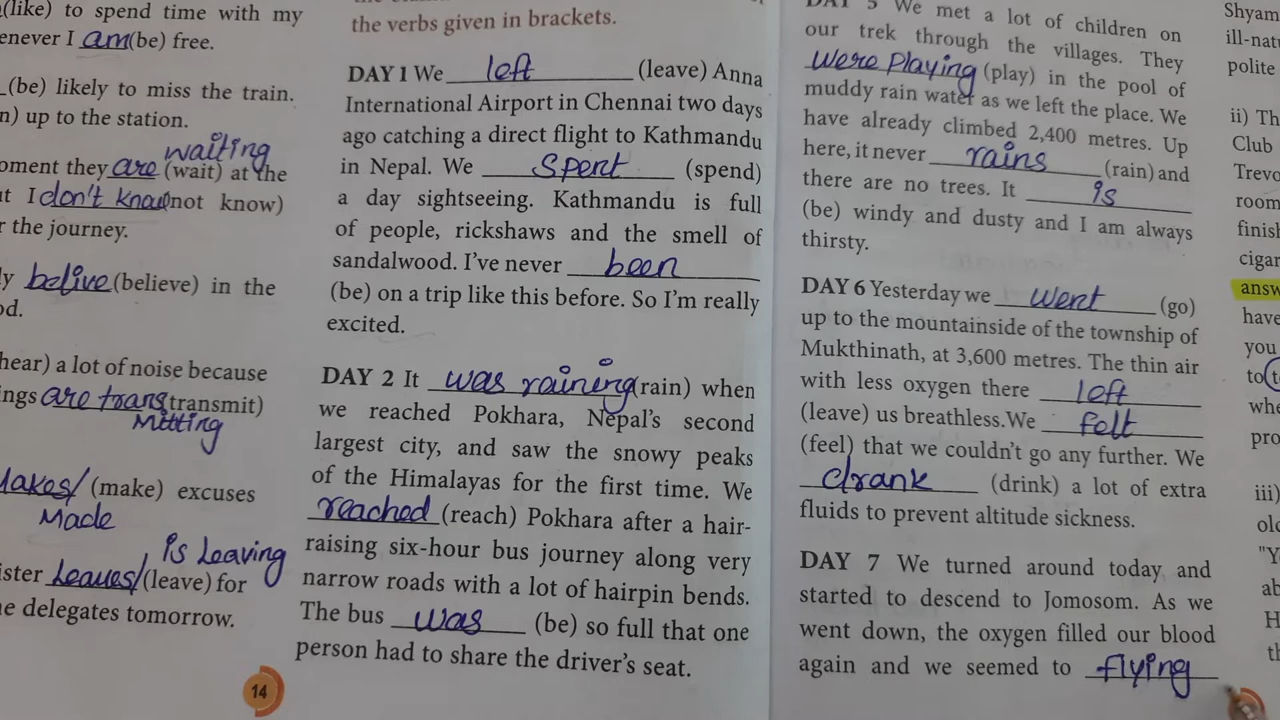 (like) to spend time with my
enever I am (be) free.
(be) likely to miss the train.
n) up to the station.
waiting
oment they are (wait) at the
ut I don't know (not know)
r the journey.
ly belive (believe) in the
od.
hear) a lot of noise because
ings are trans (transmit)
Mitting
Makes/ (make) excuses
Made
, is Leaving
ister Leaves/ (leave) for
e delegates tomorrow.
14
the verbs given in brackets.
DAY 1 We left (leave) Anna
International Airport in Chennai two days
ago catching a direct flight to Kathmandu
in Nepal. We spent (spend)
a day sightseeing. Kathmandu is full
of people, rickshaws and the smell of
sandalwood. I've never been
(be) on a trip like this before. So I'm really
excited.
DAY 2 It was raining (rain) when
we reached Pokhara, Nepal's second
largest city, and saw the snowy peaks
of the Himalayas for the first time. We
reached (reach) Pokhara after a hair-
raising six-hour bus journey along very
narrow roads with a lot of hairpin bends.
The bus was (be) so full that one
person had to share the driver's seat.
DAY 5 We met a lot of children on
our trek through the villages. They
were Playing (play) in the pool of
muddy rain water as we left the place. We
have already climbed 2,400 metres. Up
here, it never rains (rain) and
there are no trees. It is
(be) windy and dusty and I am always
thirsty.
DAY 6 Yesterday we went (go)
up to the mountainside of the township of
Mukthinath, at 3,600 metres. The thin air
with less oxygen there left
(leave) us breathless.We felt
(feel) that we couldn't go any further. We
drank (drink) a lot of extra
fluids to prevent altitude sickness.
DAY 7 We turned around today and
started to descend to Jomosom. As we
went down, the oxygen filled our blood
again and we seemed to flying
Shyam
ill-nat
polite
ii) Th
Club
Trevo
room
finish
cigar
answ
have
you
to (t
who
pro
iii)
old
"Y
ab
H
th